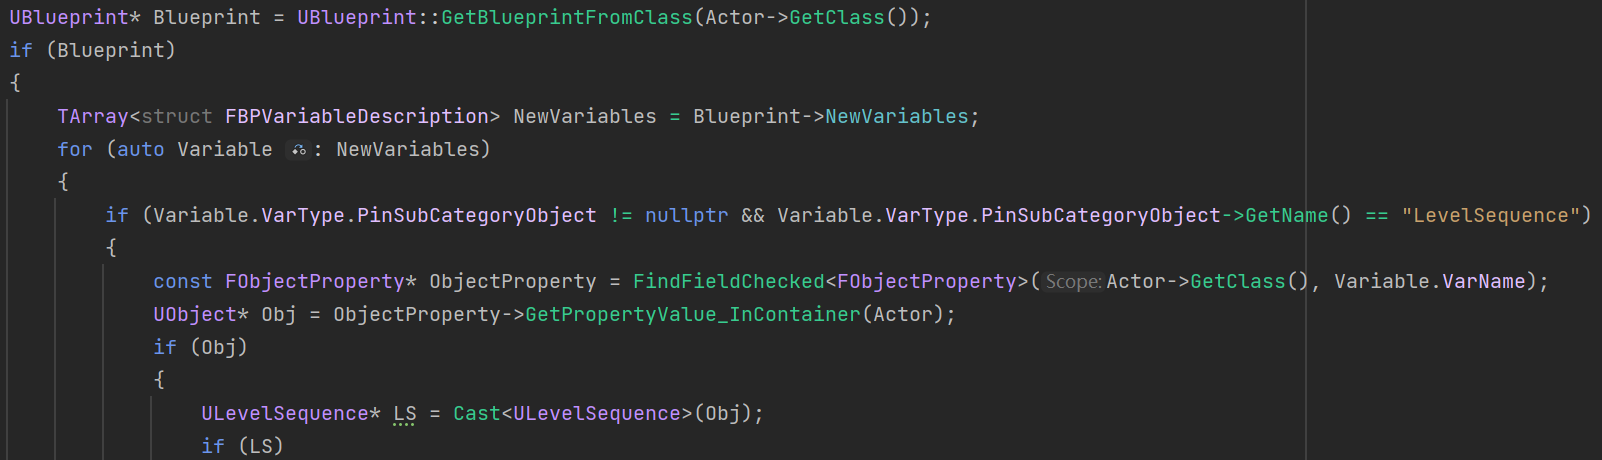 UBlueprint* Blueprint = UBlueprint::GetBlueprintFromClass(Actor->GetClass());
if (Blueprint)
{
TArray<struct FBPVariableDescription> NewVariables = Blueprint->NewVariables;
for (auto Variable : NewVariables)
{
if (Variable.VarType.PinSubCategoryObject != nullptr && Variable.VarType.PinSubCategoryObject->GetName() == "LevelSequence")
{
const FObjectProperty* ObjectProperty = FindFieldChecked<FObjectProperty>(Scope:Actor->GetClass(), Variable.VarName);
UObject* Obj = ObjectProperty->GetPropertyValue_InContainer(Actor);
if (Obj)
{
ULevelSequence* LS = Cast<ULevelSequence>(Obj);
if (LS)